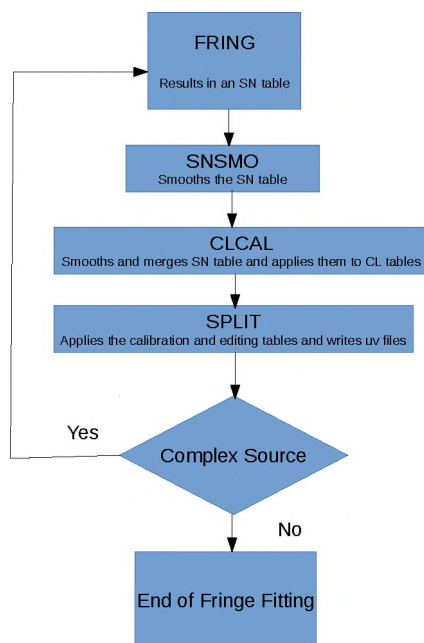 FRING
Results in an SN table
SNSMO
Smooths the SN table
CLCAL
Smooths and merges SN table and applies them to CL tables
SPLIT
Applies the calibration and editing tables and writes uv files
Yes
Complex Source
No
End of Fringe Fitting